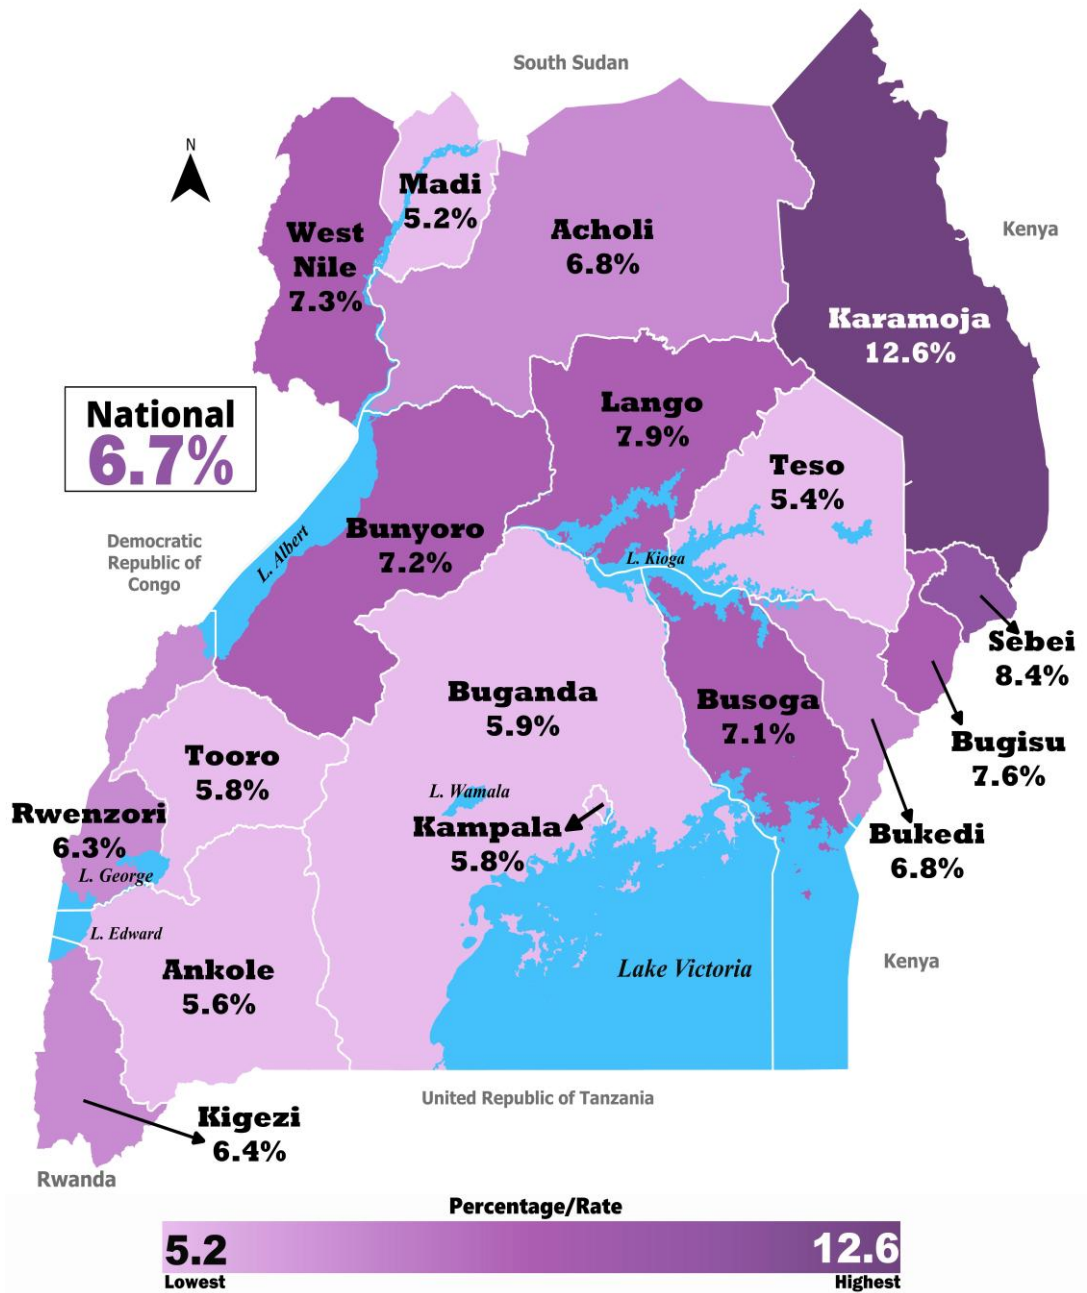 South Sudan
N
Madi
5.2%
West
Nile
7.3%
Acholi
6.8%
Kenya
Karamoja
12.6%
National
6.7%
Lango
7.9%
Teso
5.4%
Democratic
Republic of
Congo
L. Albert
Bunyoro
7.2%
L. Kioga
Sebei
8.4%
Buganda
5.9%
Busoga
7.1%
Bugisu
7.6%
Tooro
5.8%
L. Wamala
Rwenzori
6.3%
Kampala
5.8%
Bukedi
6.8%
L. George
L. Edward
Ankole
5.6%
Lake Victoria
Kenya
United Republic of Tanzania
Kigezi
6.4%
Rwanda
Percentage/Rate
5.2
Lowest
12.6
Highest